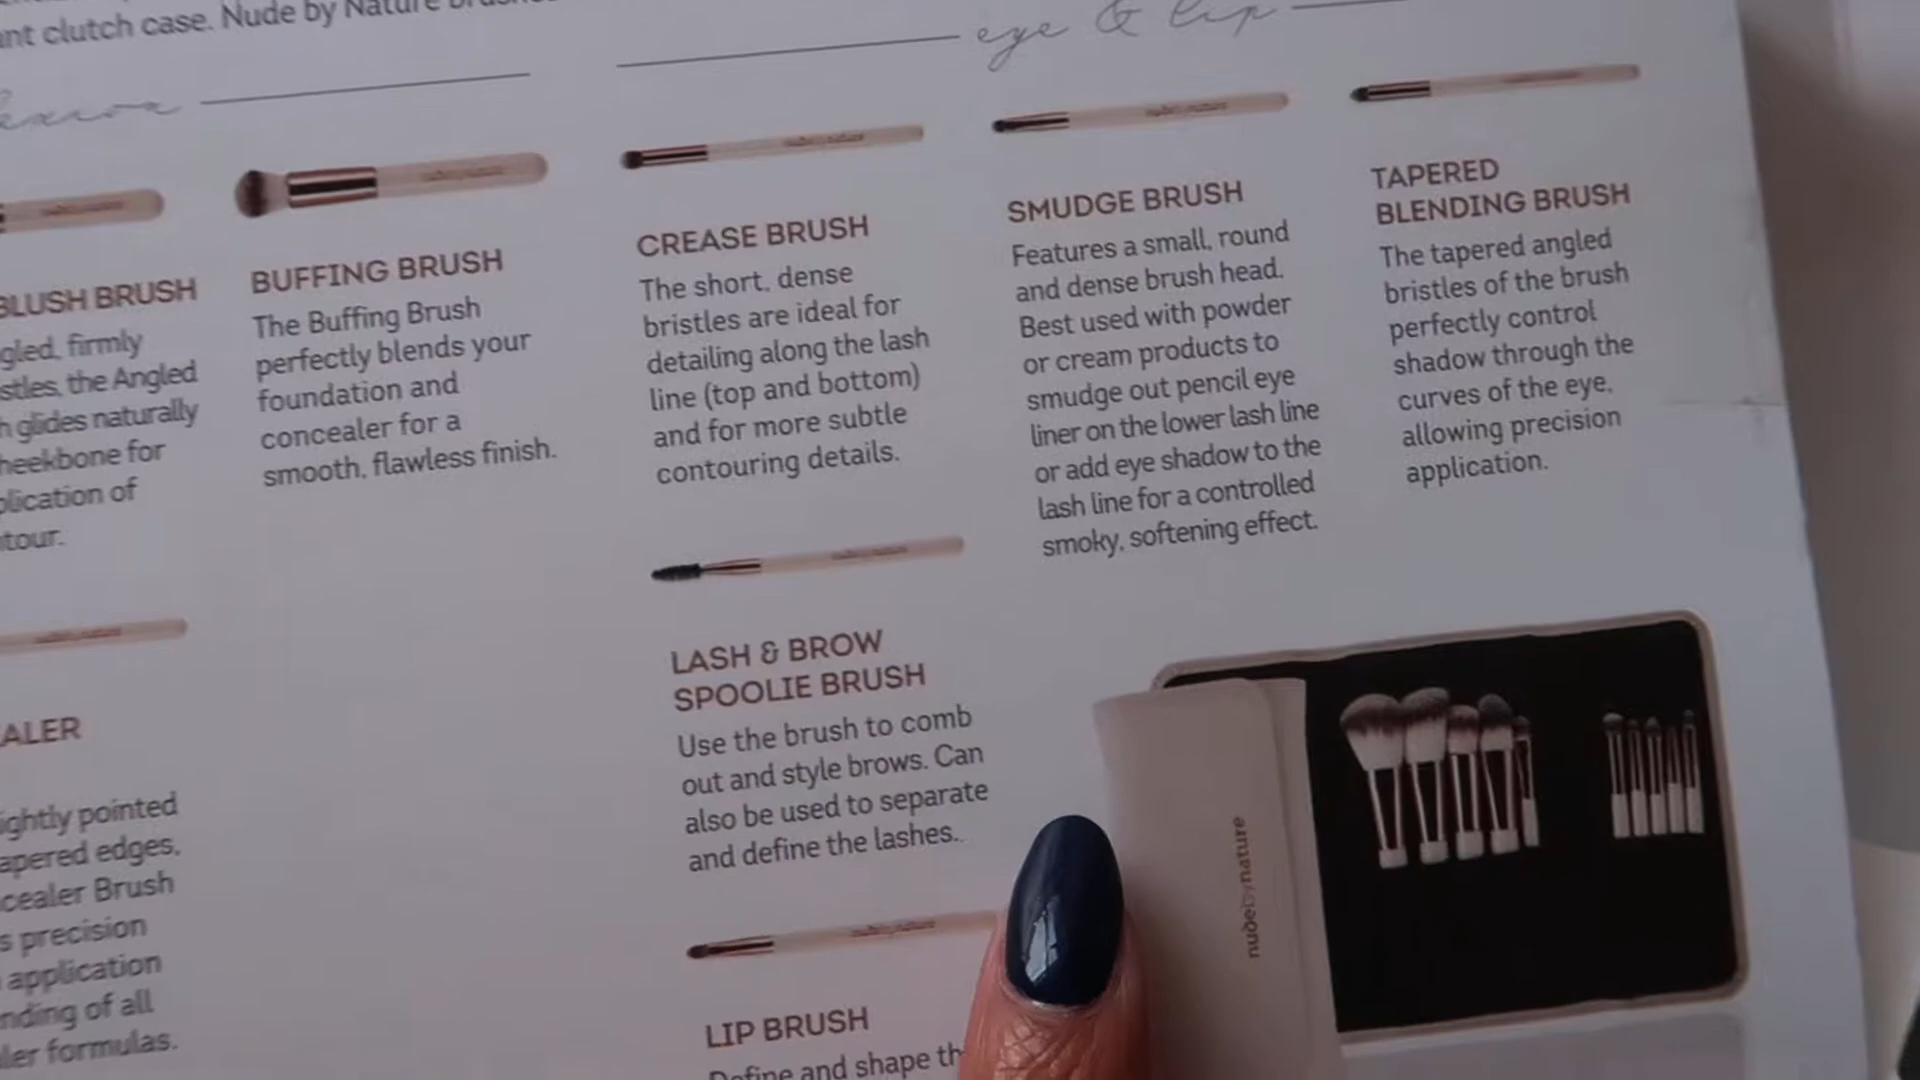 ant clutch case. Nude by Nature
eye & lip
BLUSH BRUSH
gled, firmly
stles, the Angled
h glides naturally
heekbone for
plication of
tour.
ALER
ightly pointed
apered edges,
cealer Brush
s precision
application
nding of all
ler formulas.
BUFFING BRUSH
The Buffing Brush
perfectly blends your
foundation and
concealer for a
smooth, flawless finish.
CREASE BRUSH
The short, dense
bristles are ideal for
detailing along the lash
line (top and bottom)
and for more subtle
contouring details.
LASH & BROW
SPOOLIE BRUSH
Use the brush to comb
out and style brows. Can
also be used to separate
and define the lashes.
LIP BRUSH
Define and shape th
SMUDGE BRUSH
Features a small, round
and dense brush head.
Best used with powder
or cream products to
smudge out pencil eye
liner on the lower lash line
or add eye shadow to the
lash line for a controlled
smoky, softening effect.
TAPERED
BLENDING BRUSH
The tapered angled
bristles of the brush
perfectly control
shadow through the
curves of the eye,
allowing precision
application.
nudebynature